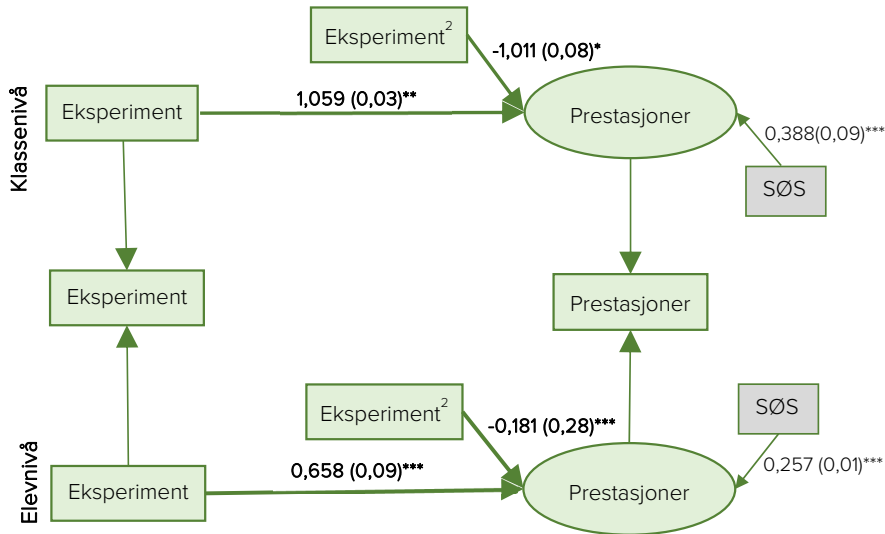 Klassenivå
Eksperiment²
-1,011 (0,08)*
Eksperiment
1,059 (0,03)**
Prestasjoner
0,388(0,09)***
SØS
Eksperiment
Prestasjoner
Elevnivå
Eksperiment²
-0,181 (0,28)***
SØS
Eksperiment
0,658 (0,09)***
Prestasjoner
0,257 (0,01)***